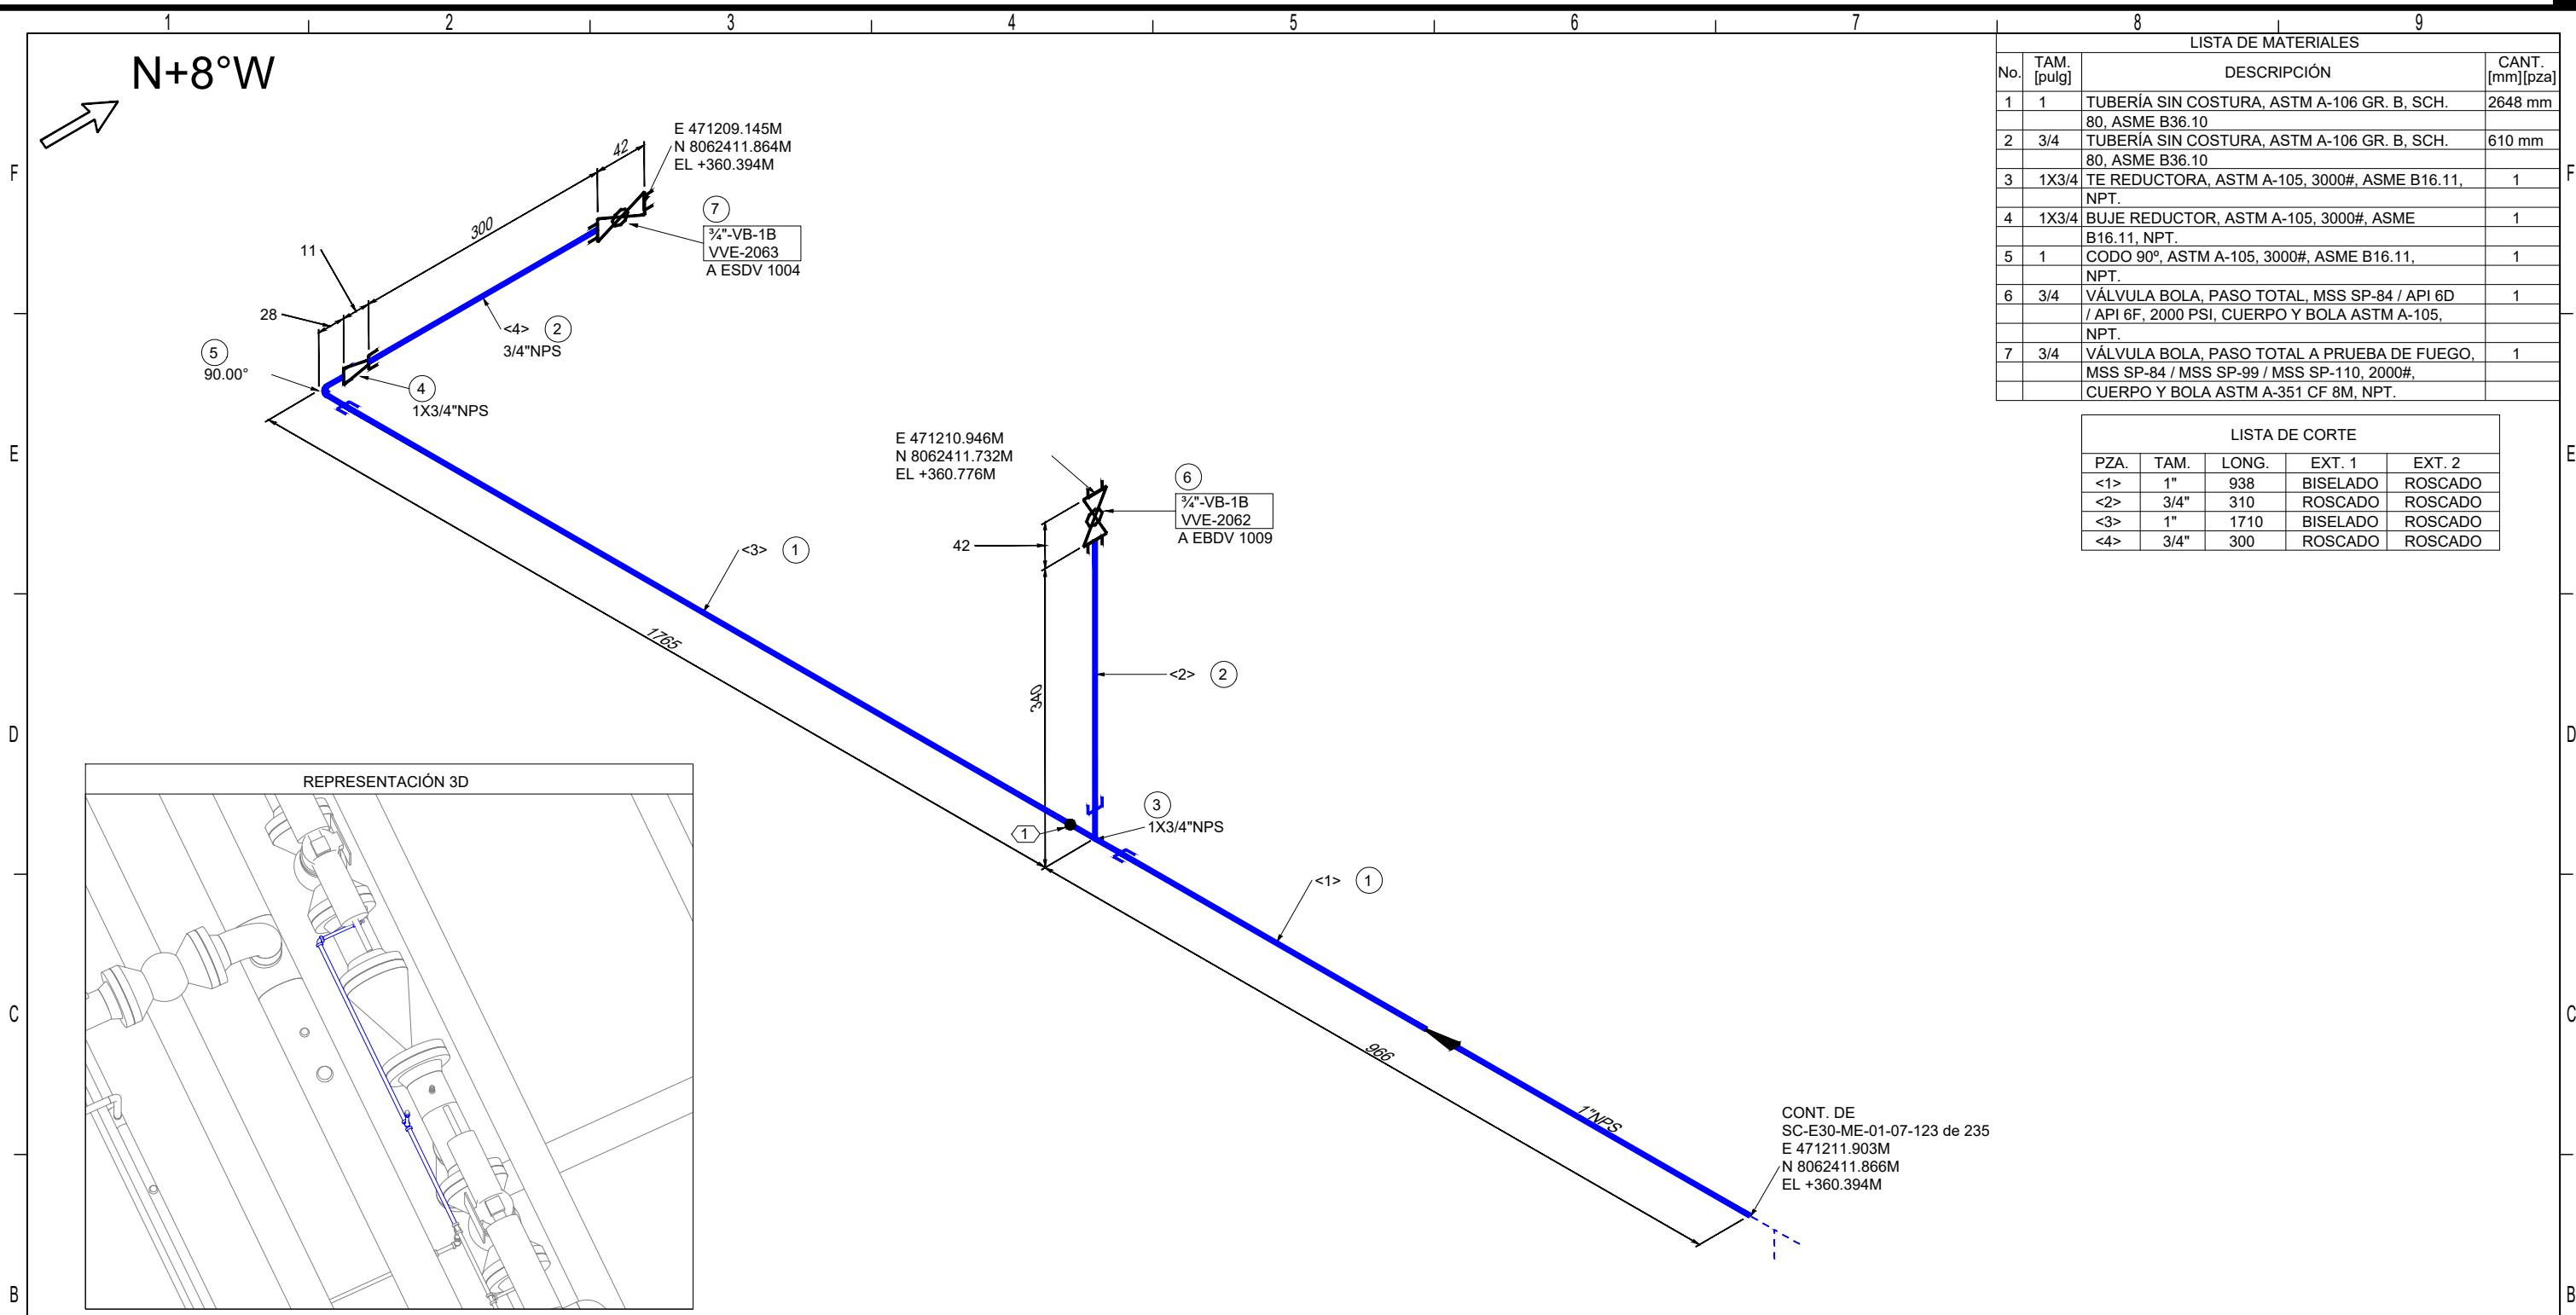 1 2 3 4 5 6 7 8 9
N+8°W
LISTA DE MATERIALES
No. TAM. [pulg] DESCRIPCIÓN CANT. [mm][pza]
1 1 TUBERÍA SIN COSTURA, ASTM A-106 GR. B, SCH. 2648 mm
80, ASME B36.10
2 3/4 TUBERÍA SIN COSTURA, ASTM A-106 GR. B, SCH. 610 mm
80, ASME B36.10
3 1X3/4 TE REDUCTORA, ASTM A-105, 3000#, ASME B16.11, 1
NPT.
4 1X3/4 BUJE REDUCTOR, ASTM A-105, 3000#, ASME 1
B16.11, NPT.
5 1 CODO 90º, ASTM A-105, 3000#, ASME B16.11, 1
NPT.
6 3/4 VÁLVULA BOLA, PASO TOTAL, MSS SP-84 / API 6D 1
/ API 6F, 2000 PSI, CUERPO Y BOLA ASTM A-105,
NPT.
7 3/4 VÁLVULA BOLA, PASO TOTAL A PRUEBA DE FUEGO, 1
MSS SP-84 / MSS SP-99 / MSS SP-110, 2000#,
CUERPO Y BOLA ASTM A-351 CF 8M, NPT.
LISTA DE CORTE
PZA. TAM. LONG. EXT. 1 EXT. 2
<1> 1" 938 BISELADO ROSCADO
<2> 3/4" 310 ROSCADO ROSCADO
<3> 1" 1710 BISELADO ROSCADO
<4> 3/4" 300 ROSCADO ROSCADO
E 471209.145M
N 8062411.864M
EL +360.394M
42
300
11
28
7
¾"-VB-1B
VVE-2063
A ESDV 1004
<4> 2
3/4"NPS
5
90.00°
4
1X3/4"NPS
E 471210.946M
N 8062411.732M
EL +360.776M
6
¾"-VB-1B
VVE-2062
A EBDV 1009
42
<3> 1
1765
340
<2> 2
3
1X3/4"NPS
1
<1> 1
966
1"NPS
CONT. DE
SC-E30-ME-01-07-123 de 235
E 471211.903M
N 8062411.866M
EL +360.394M
REPRESENTACIÓN 3D
F F
E E
D D
C C
B B